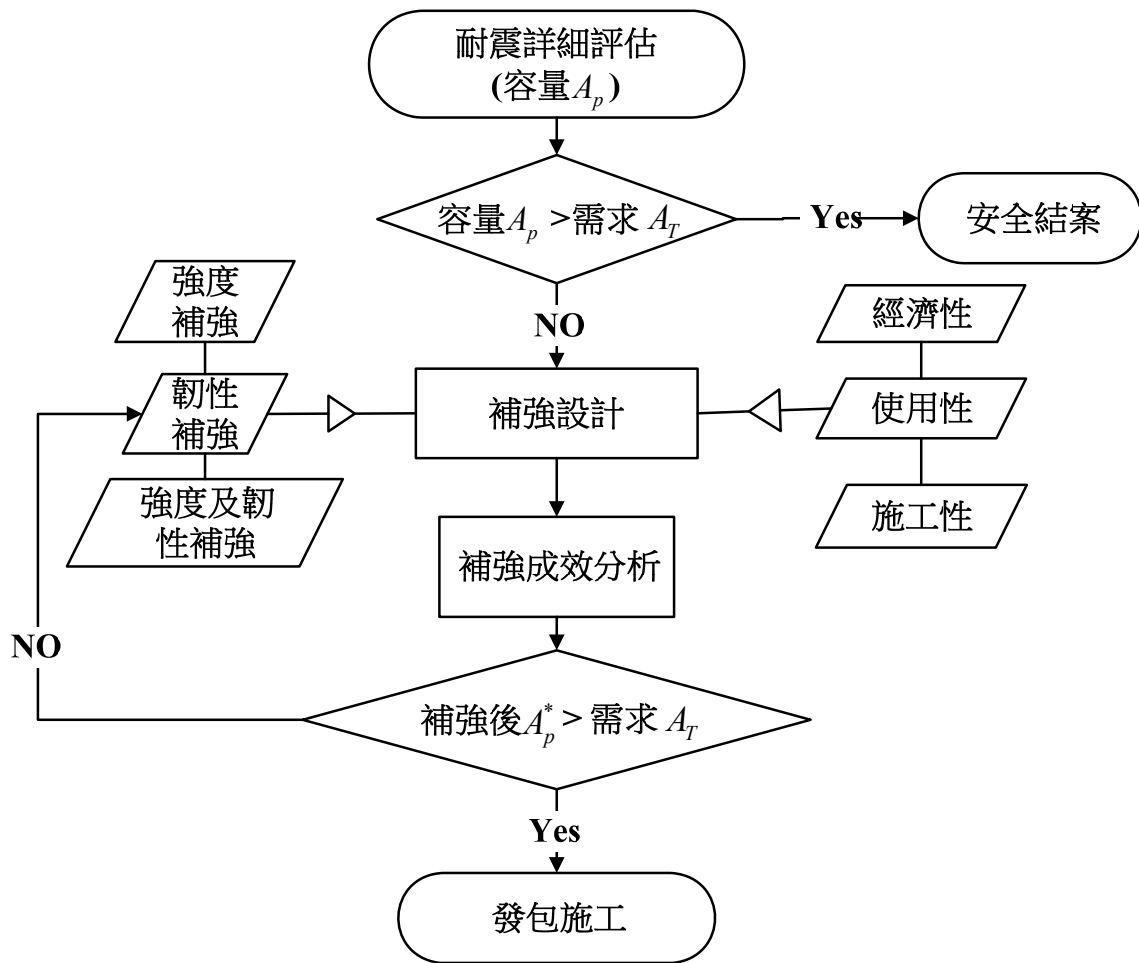 耐震詳細評估
(容量Ap)
容量Ap >需求 AT
Yes
安全結案
NO
強度
補強
韌性
補強
強度及韌
性補強
補強設計
經濟性
使用性
施工性
補強成效分析
NO
補強後A*p > 需求 AT
Yes
發包施工